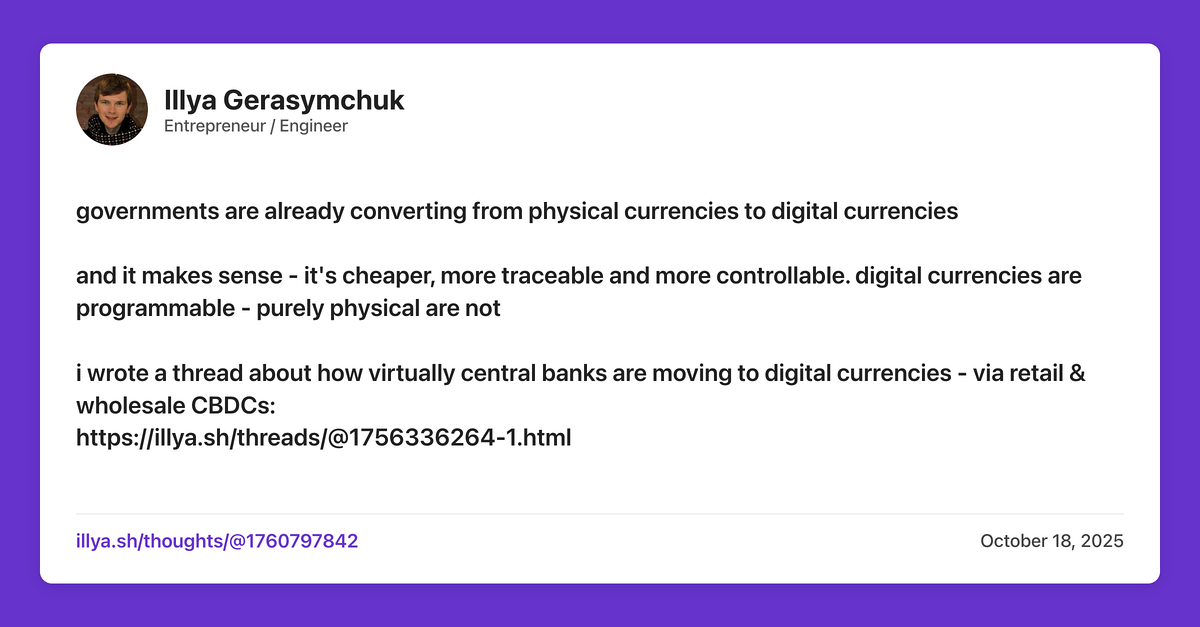 Illya Gerasymchuk
Entrepreneur / Engineer
governments are already converting from physical currencies to digital currencies
and it makes sense - it's cheaper, more traceable and more controllable. digital currencies are
programmable - purely physical are not
i wrote a thread about how virtually central banks are moving to digital currencies - via retail &
wholesale CBDCs:
https://illya.sh/threads/@1756336264-1.html
illya.sh/thoughts/@1760797842
October 18, 2025